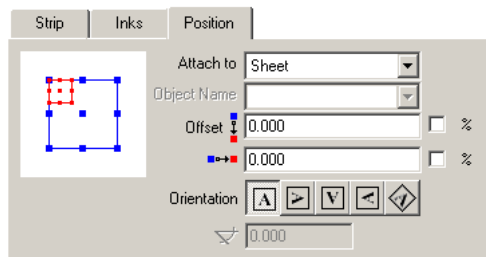 Strip Inks Position
Attach to Sheet
Object Name
Offset 0.000 %
0.000 %
Orientation A A A A A
0.000